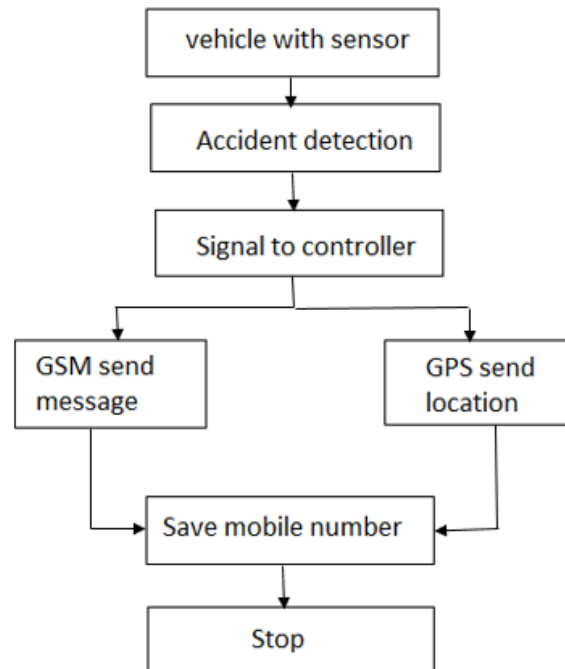 vehicle with sensor
Accident detection
Signal to controller
GSM send
message
GPS send
location
Save mobile number
Stop